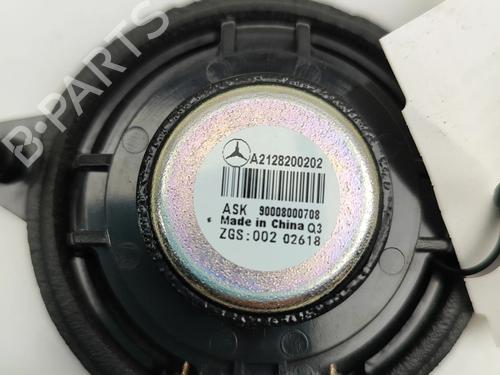 B-PARTS
A2128200202
ASK 90008000708
Made in China Q3
ZGS:002 02618